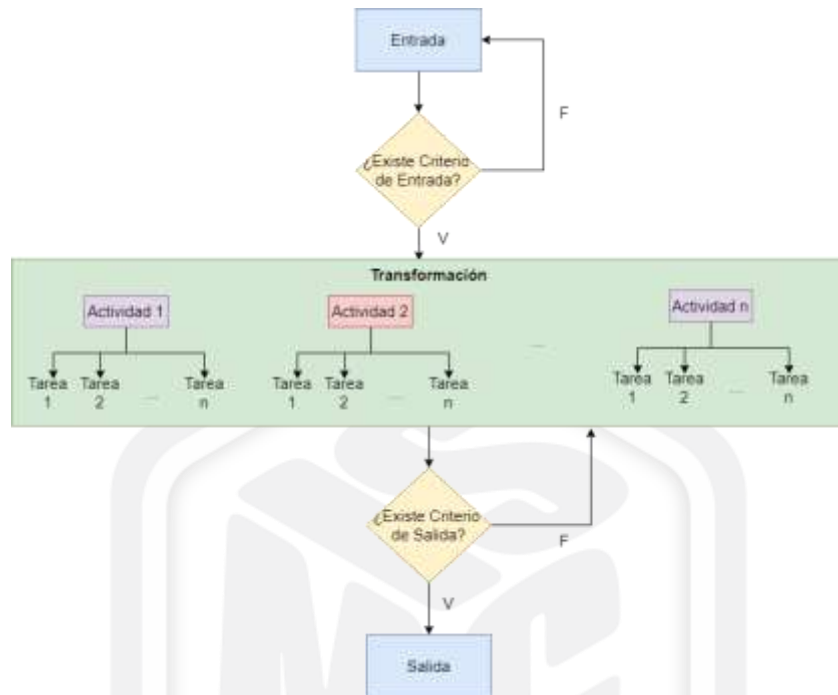 Entrada
F
¿Existe Criterio
de Entrada?
V
Transformación
Actividad 1
Actividad 2
Actividad n
....
Tarea
1
Tarea
2
....
Tarea
n
Tarea
1
Tarea
2
....
Tarea
n
Tarea
1
Tarea
2
....
Tarea
n
¿Existe Criterio
de Salida?
F
V
Salida